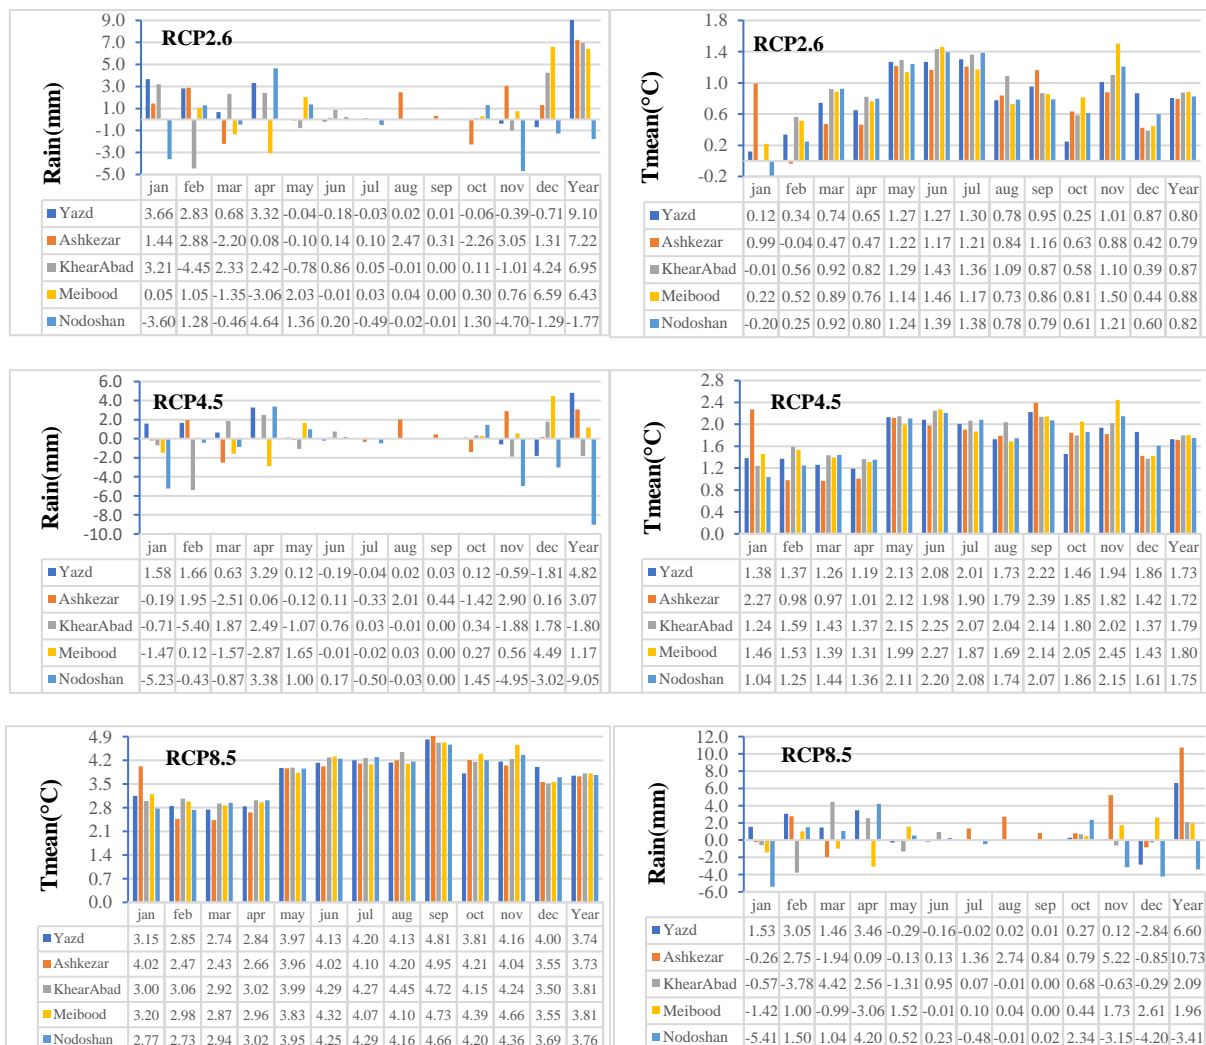 RCP2.6
Rain(mm)
9.0
7.0
5.0
3.0
1.0
-1.0
-3.0
-5.0
jan feb mar apr may jun jul aug sep oct nov dec Year
Yazd 3.66 2.83 0.68 3.32 -0.04 -0.18 -0.03 0.02 0.01 -0.06 -0.39 -0.71 9.10
Ashkezar 1.44 2.88 -2.20 0.08 -0.10 0.14 0.10 2.47 0.31 -2.26 3.05 1.31 7.22
KhearAbad 3.21 -4.45 2.33 2.42 -0.78 0.86 0.05 -0.01 0.00 0.11 -1.01 4.24 6.95
Meibood 0.05 1.05 -1.35 -3.06 2.03 -0.01 0.03 0.04 0.00 0.30 0.76 6.59 6.43
Nodoshan -3.60 1.28 -0.46 4.64 1.36 0.20 -0.49 -0.02 -0.01 1.30 -4.70 -1.29 -1.77
RCP2.6
Tmean(°C)
1.8
1.4
1.0
0.6
0.2
-0.2
jan feb mar apr may jun jul aug sep oct nov dec Year
Yazd 0.12 0.34 0.74 0.65 1.27 1.27 1.30 0.78 0.95 0.25 1.01 0.87 0.80
Ashkezar 0.99 -0.04 0.47 0.47 1.22 1.17 1.21 0.84 1.16 0.63 0.88 0.42 0.79
KhearAbad -0.01 0.56 0.92 0.82 1.29 1.43 1.36 1.09 0.87 0.58 1.10 0.39 0.87
Meibood 0.22 0.52 0.89 0.76 1.14 1.46 1.17 0.73 0.86 0.81 1.50 0.44 0.88
Nodoshan -0.20 0.25 0.92 0.80 1.24 1.39 1.38 0.78 0.79 0.61 1.21 0.60 0.82
RCP4.5
Rain(mm)
6.0
4.0
2.0
0.0
-2.0
-4.0
-6.0
-8.0
-10.0
jan feb mar apr may jun jul aug sep oct nov dec Year
Yazd 1.58 1.66 0.63 3.29 0.12 -0.19 -0.04 0.02 0.03 0.12 -0.59 -1.81 4.82
Ashkezar -0.19 1.95 -2.51 0.06 -0.12 0.11 -0.33 2.01 0.44 -1.42 2.90 0.16 3.07
KhearAbad -0.71 -5.40 1.87 2.49 -1.07 0.76 0.03 -0.01 0.00 0.34 -1.88 1.78 -1.80
Meibood -1.47 0.12 -1.57 -2.87 1.65 -0.01 -0.02 0.03 0.00 0.27 0.56 4.49 1.17
Nodoshan -5.23 -0.43 -0.87 3.38 1.00 0.17 -0.50 -0.03 0.00 1.45 -4.95 -3.02 -9.05
RCP4.5
Tmean(°C)
2.8
2.4
2.0
1.6
1.2
0.8
0.4
0.0
jan feb mar apr may jun jul aug sep oct nov dec Year
Yazd 1.38 1.37 1.26 1.19 2.13 2.08 2.01 1.73 2.22 1.46 1.94 1.86 1.73
Ashkezar 2.27 0.98 0.97 1.01 2.12 1.98 1.90 1.79 2.39 1.85 1.82 1.42 1.72
KhearAbad 1.24 1.59 1.43 1.37 2.15 2.25 2.07 2.04 2.14 1.80 2.02 1.37 1.79
Meibood 1.46 1.53 1.39 1.31 1.99 2.27 1.87 1.69 2.14 2.05 2.45 1.43 1.80
Nodoshan 1.04 1.25 1.44 1.36 2.11 2.20 2.08 1.74 2.07 1.86 2.15 1.61 1.75
RCP8.5
Tmean(°C)
4.9
4.2
3.5
2.8
2.1
1.4
0.7
0.0
jan feb mar apr may jun jul aug sep oct nov dec Year
Yazd 3.15 2.85 2.74 2.84 3.97 4.13 4.20 4.13 4.81 3.81 4.16 4.00 3.74
Ashkezar 4.02 2.47 2.43 2.66 3.96 4.02 4.10 4.20 4.95 4.21 4.04 3.55 3.73
KhearAbad 3.00 3.06 2.92 3.02 3.99 4.29 4.27 4.45 4.72 4.15 4.24 3.50 3.81
Meibood 3.20 2.98 2.87 2.96 3.83 4.32 4.07 4.10 4.73 4.39 4.66 3.55 3.81
Nodoshan 2.77 2.73 2.94 3.02 3.95 4.25 4.29 4.16 4.66 4.20 4.36 3.69 3.76
RCP8.5
Rain(mm)
12.0
10.0
8.0
6.0
4.0
2.0
0.0
-2.0
-4.0
-6.0
jan feb mar apr may jun jul aug sep oct nov dec Year
Yazd 1.53 3.05 1.46 3.46 -0.29 -0.16 -0.02 0.02 0.01 0.27 0.12 -2.84 6.60
Ashkezar -0.26 2.75 -1.94 0.09 -0.13 0.13 1.36 2.74 0.84 0.79 5.22 -0.85 10.73
KhearAbad -0.57 -3.78 4.42 2.56 -1.31 0.95 0.07 -0.01 0.00 0.68 -0.63 -0.29 2.09
Meibood -1.42 1.00 -0.99 -3.06 1.52 -0.01 0.10 0.04 0.00 0.44 1.73 2.61 1.96
Nodoshan -5.41 1.50 1.04 4.20 0.52 0.23 -0.48 -0.01 0.02 2.34 -3.15 -4.20 -3.41